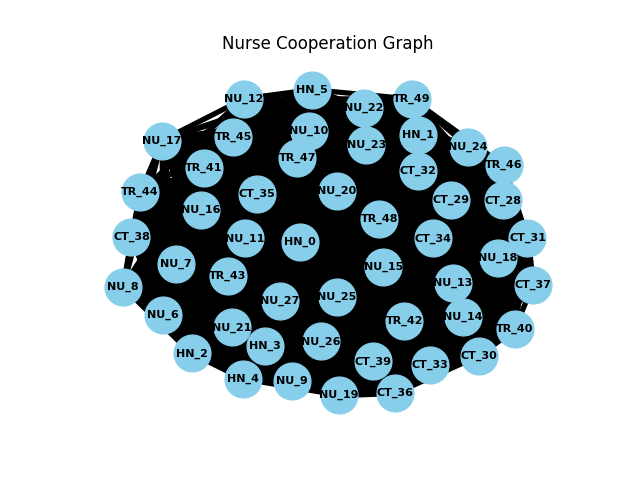 Nurse Cooperation Graph
HN_5
NU_12
TR_49
NU_22
NU_10
HN_1
TR_45
NU_17
NU_23
NU_24
TR_47
TR_46
TR_41
CT_32
TR_44
NU_20
CT_35
CT_29
CT_28
NU_16
TR_48
CT_38
NU_11
HN_0
CT_34
CT_31
NU_18
NU_7
NU_15
TR_43
NU_13
CT_37
NU_8
NU_25
NU_27
NU_6
NU_14
TR_42
NU_21
TR_40
NU_26
HN_3
HN_2
CT_30
CT_39
CT_33
HN_4
NU_9
CT_36
NU_19